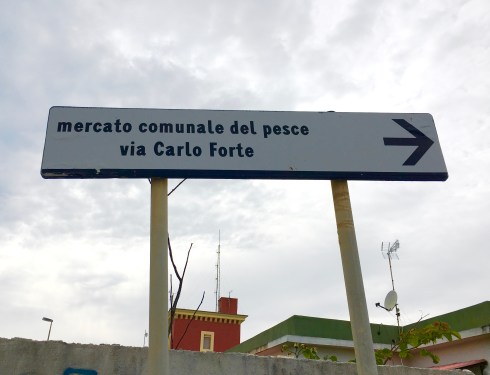 mercato comunale del pesce
via Carlo Forte